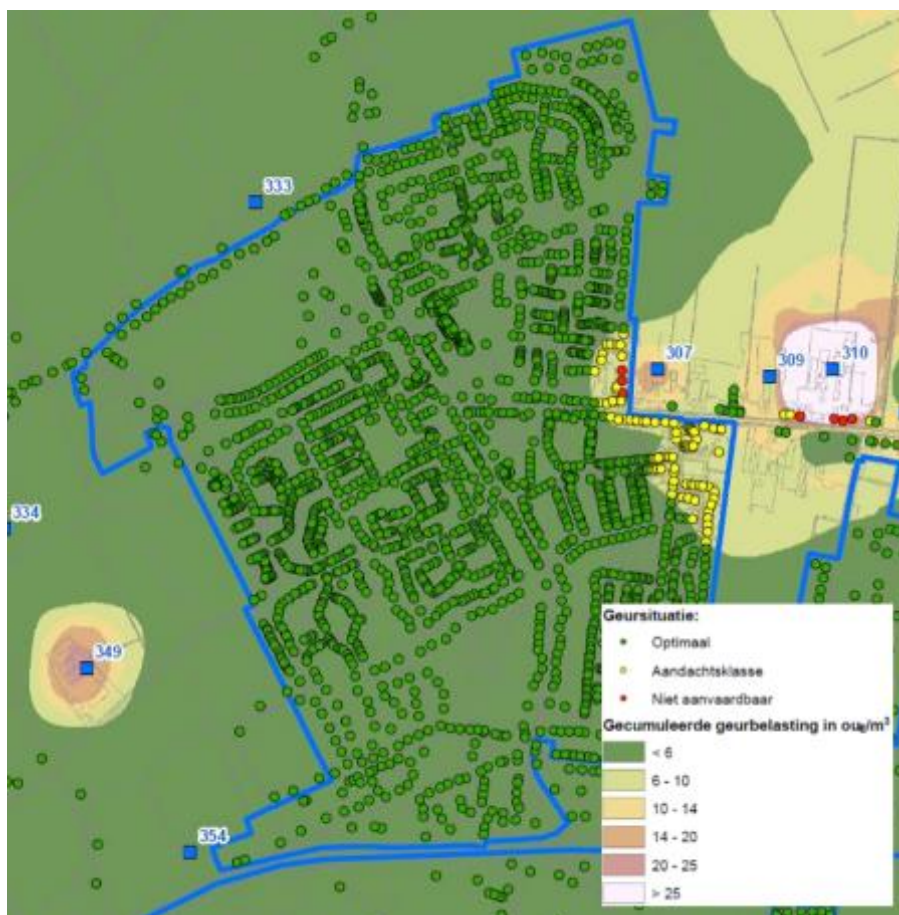 333
307
309
310
334
349
354
Geursituatie:
Optimaal
Aandachtsklasse
Niet aanvaardbaar
Gecumuleerde geurbelasting in ouE/m³
< 6
6 - 10
10 - 14
14 - 20
20 - 25
> 25